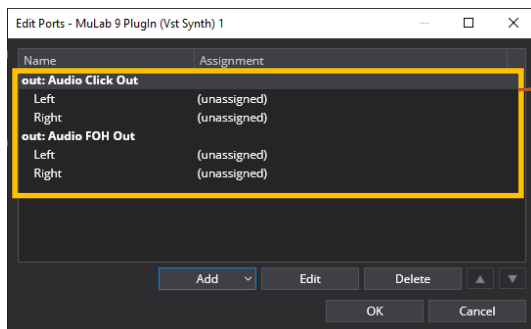 Edit Ports - MuLab 9 PlugIn (Vst Synth) 1
Name Assignment
out: Audio Click Out
Left (unassigned)
Right (unassigned)
out: Audio FOH Out
Left (unassigned)
Right (unassigned)
Add Edit Delete
OK Cancel